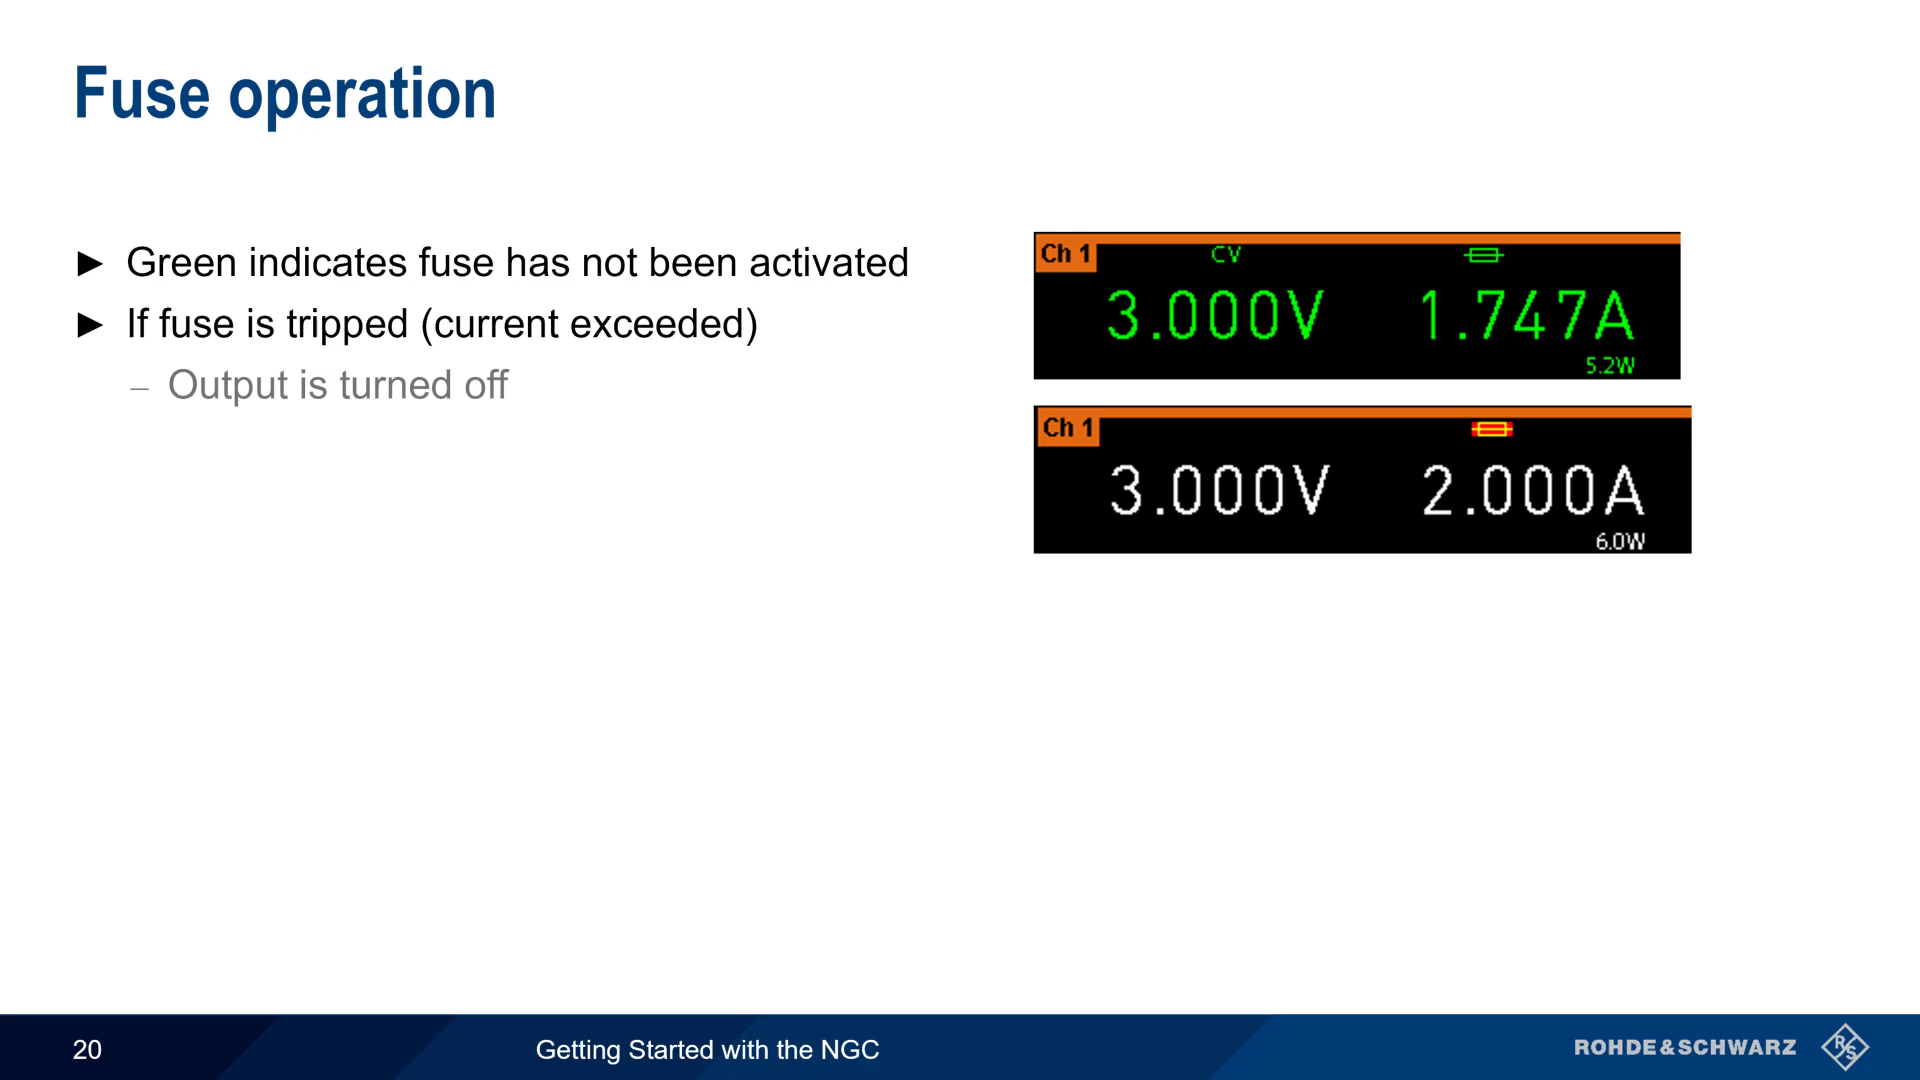 Fuse operation
► Green indicates fuse has not been activated
► If fuse is tripped (current exceeded)
– Output is turned off
Ch 1
CV
3.000V 1.747A
5.2W
Ch 1
3.000V 2.000A
6.0W
20
Getting Started with the NGC
ROHDE&SCHWARZ
RS